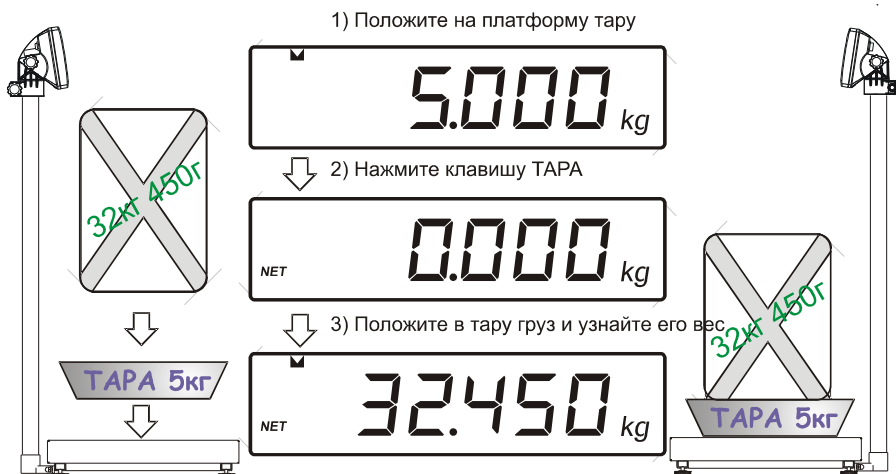 1) Положите на платформу тару
5.000 kg
32кг 450г
2) Нажмите клавишу ТАРА
NET 0.000 kg
3) Положите в тару груз и узнайте его вес
32кг 450г
ТАРА 5кг
NET 32.450 kg
ТАРА 5кг